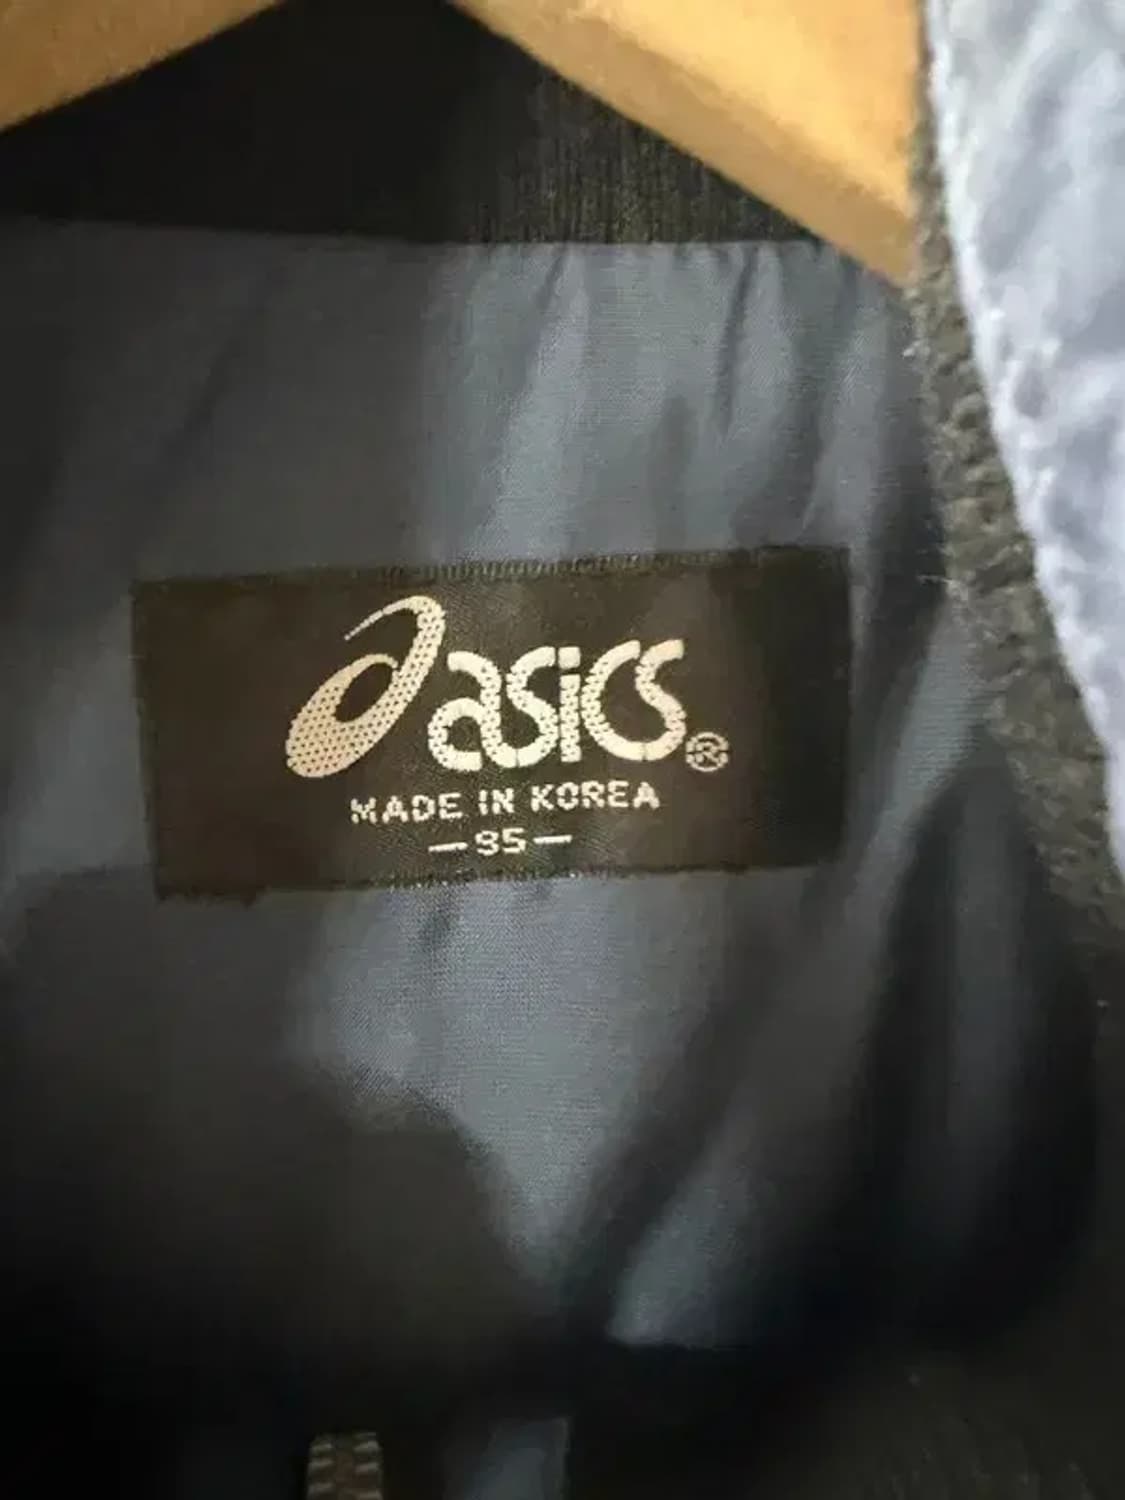 asics®
MADE IN KOREA
—95—